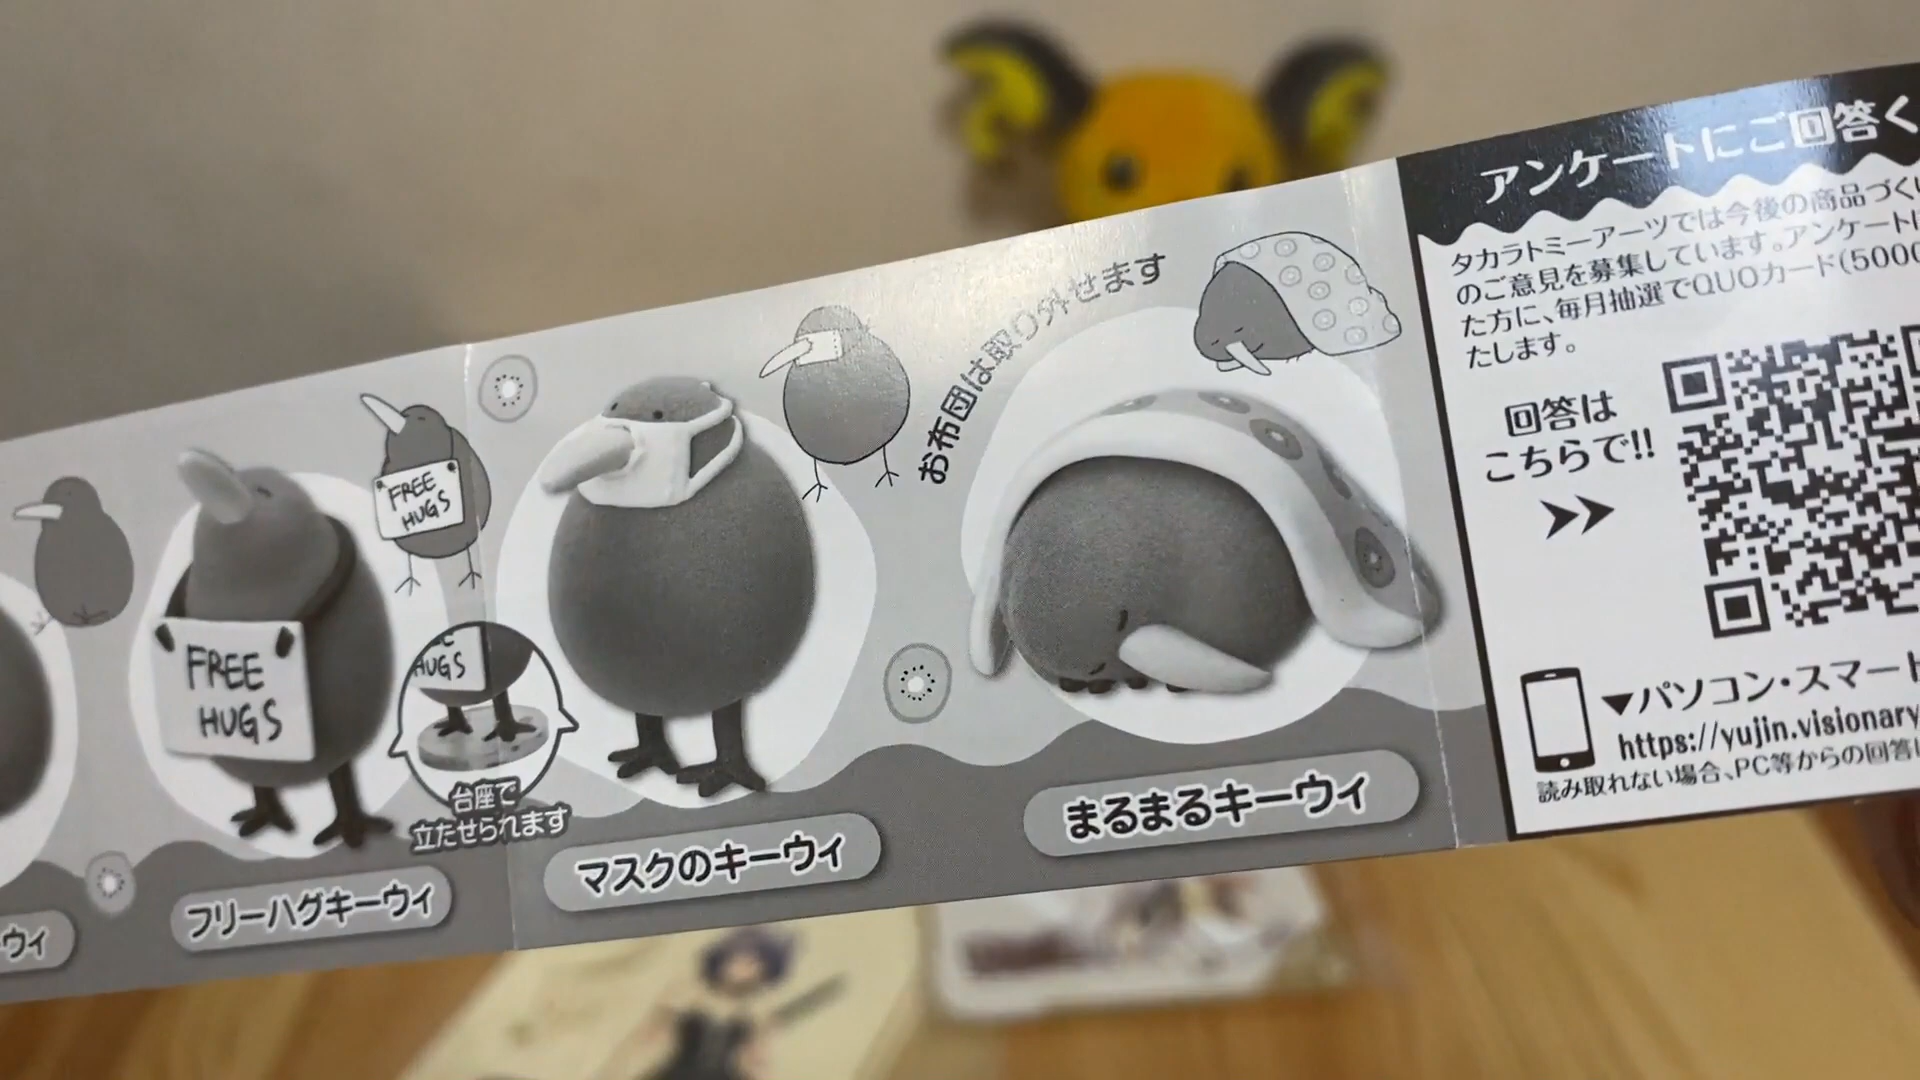 ウィ
FREE
HUGS
FREE
HUGS
HUGS
台座で
立たせられます
フリーハグキーウィ
マスクのキーウィ
お布団は取り外せます
まるまるキーウィ
アンケートにご回答く
タカラトミーアーツでは今後の商品づく
のご意見を募集しています。アンケートに
た方に、毎月抽選でQUOカード(5000
たします。
回答は
こちらで!!
▼パソコン・スマート
https://yujin.visionary
読み取れない場合、PC等からの回答は